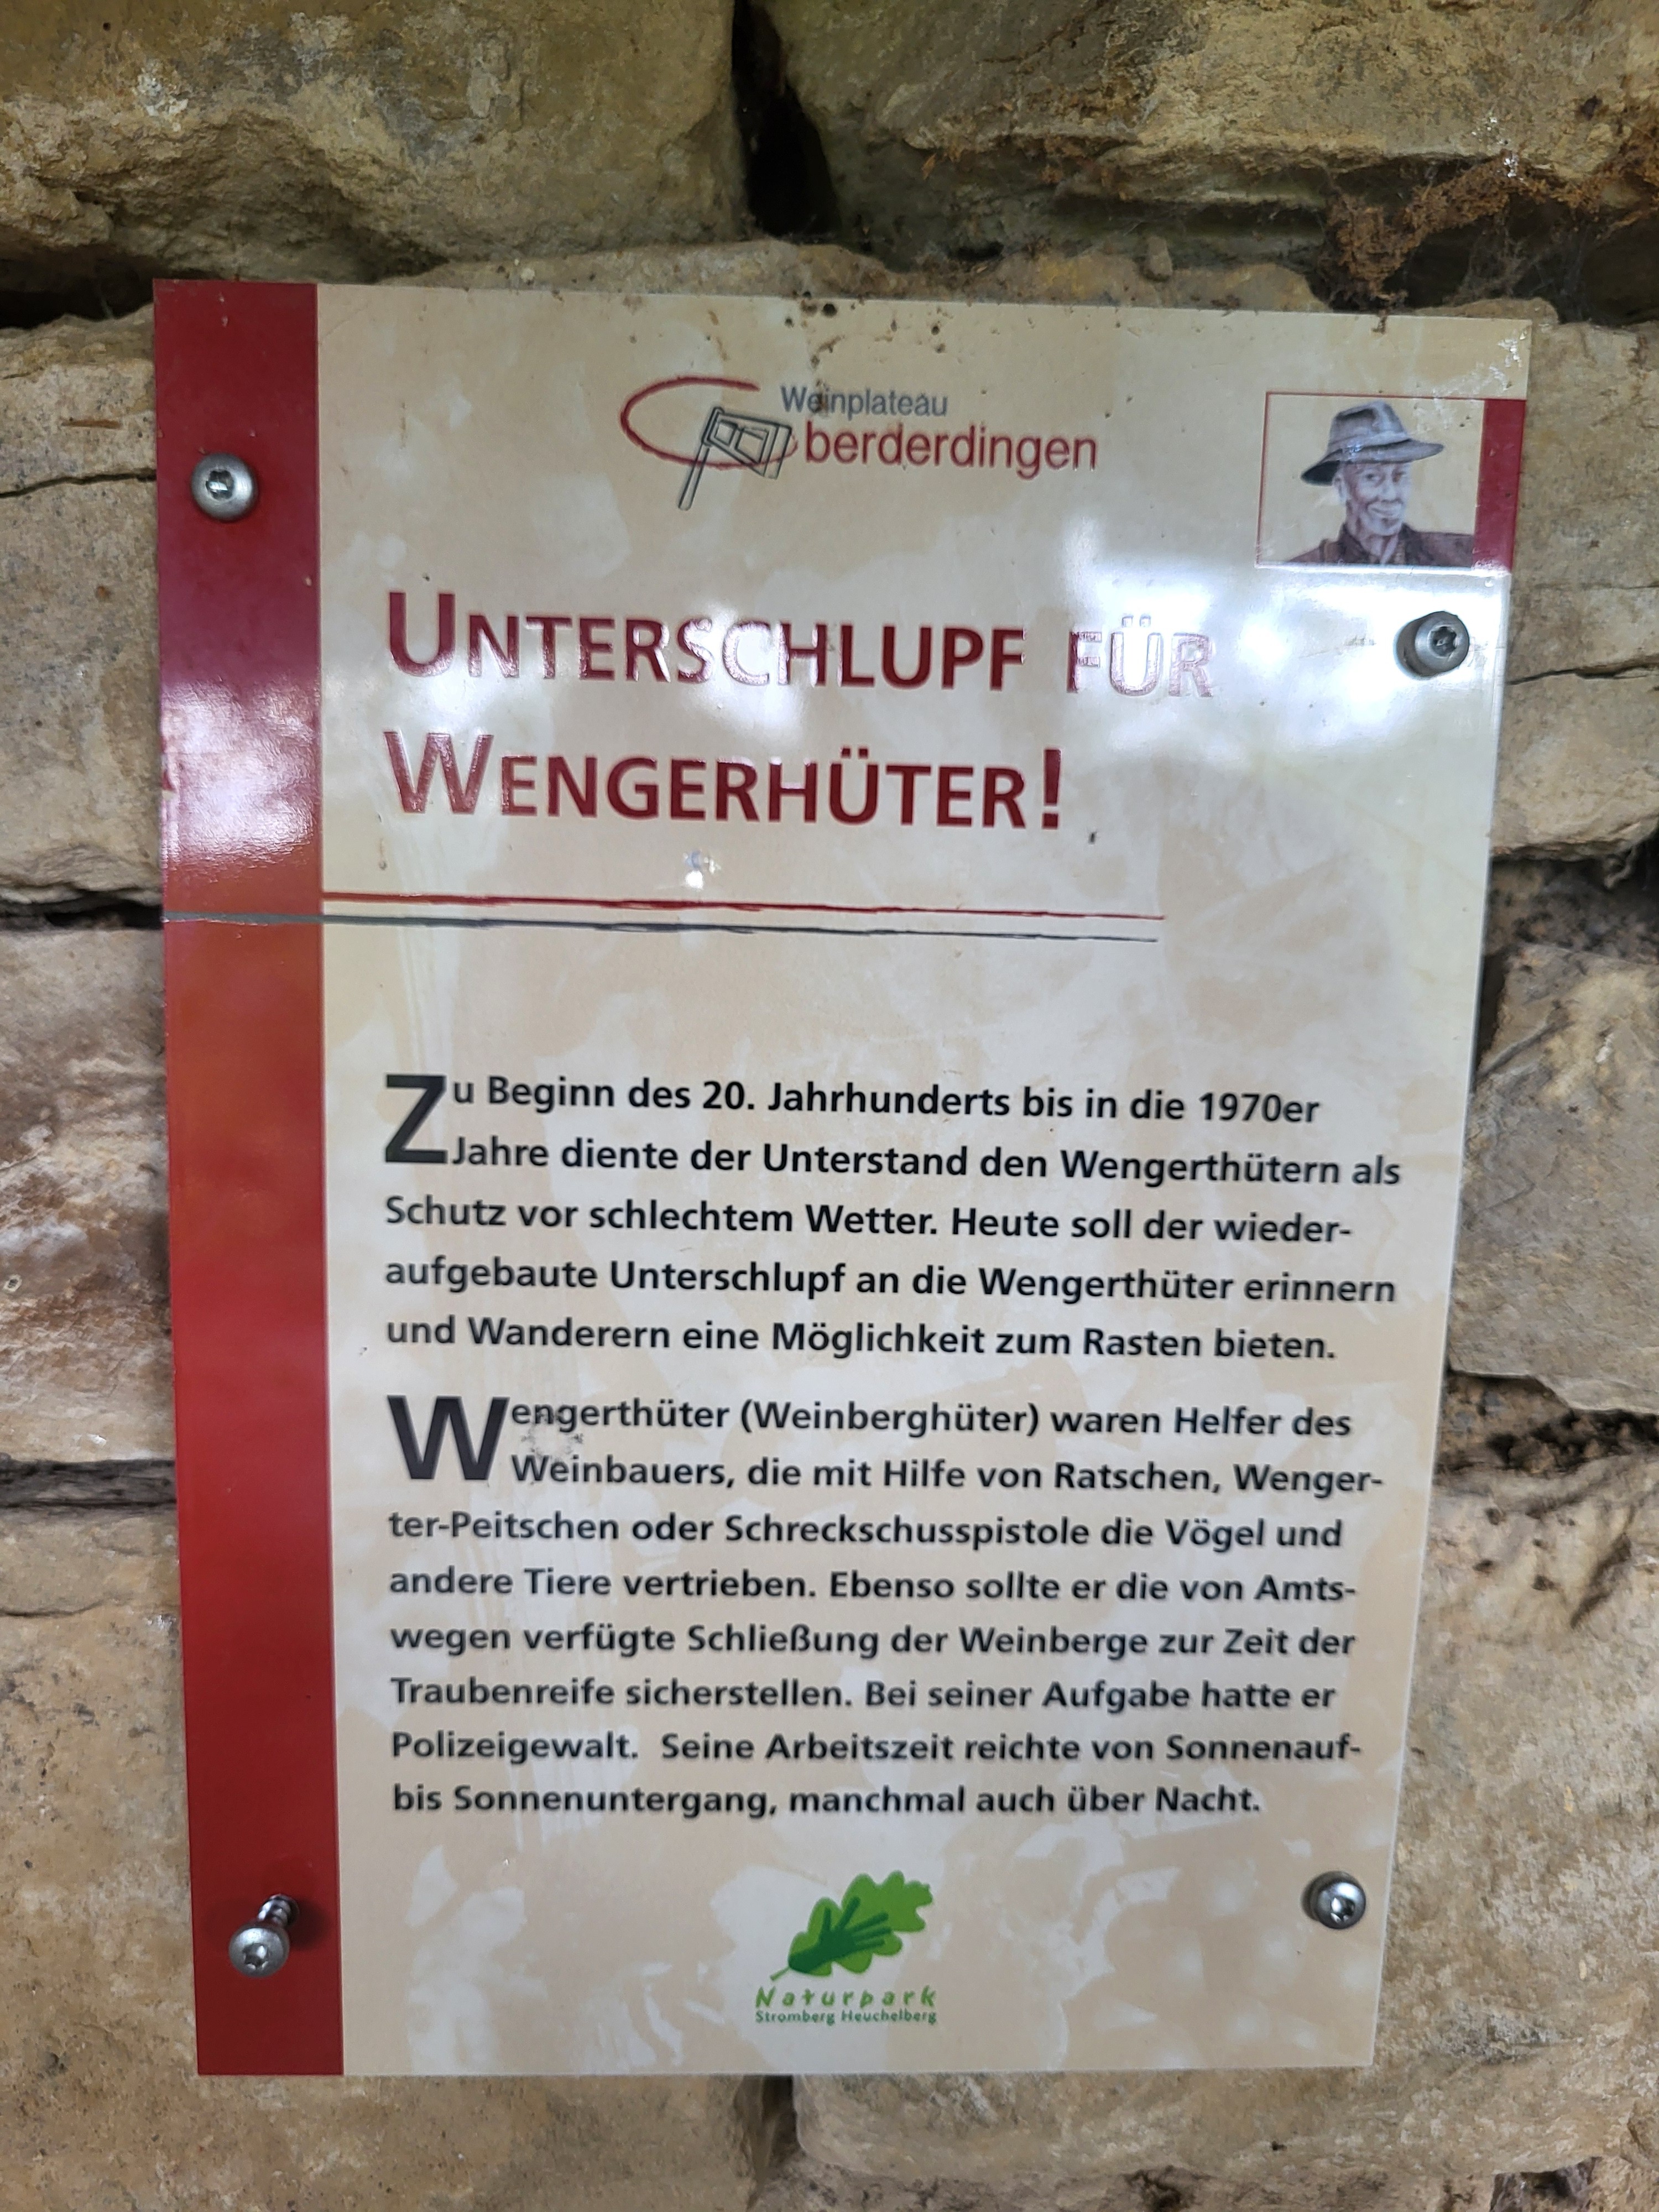 Weinplateau
Oberderdingen
UNTERSCHLUPF FÜR
WENGERHÜTER!
Zu Beginn des 20. Jahrhunderts bis in die 1970er
Jahre diente der Unterstand den Wengerthütern als
Schutz vor schlechtem Wetter. Heute soll der wieder-
aufgebaute Unterschlupf an die Wengerthüter erinnern
und Wanderern eine Möglichkeit zum Rasten bieten.
Wengerthüter (Weinberghüter) waren Helfer des
Weinbauers, die mit Hilfe von Ratschen, Wenger-
ter-Peitschen oder Schreckschusspistole die Vögel und
andere Tiere vertrieben. Ebenso sollte er die von Amts-
wegen verfügte Schließung der Weinberge zur Zeit der
Traubenreife sicherstellen. Bei seiner Aufgabe hatte er
Polizeigewalt. Seine Arbeitszeit reichte von Sonnenauf-
bis Sonnenuntergang, manchmal auch über Nacht.
Naturpark
Stromberg Heuchelberg